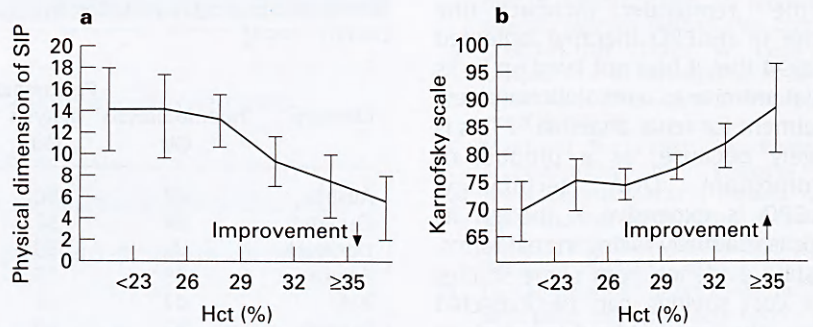 a
Physical dimension of SIP
20
18
16
14
12
10
8
6
4
2
0
Improvement
<23 26 29 32 ≥35
Hct (%)
b
Karnofsky scale
100
95
90
85
80
75
70
65
Improvement
<23 26 29 32 ≥35
Hct (%)